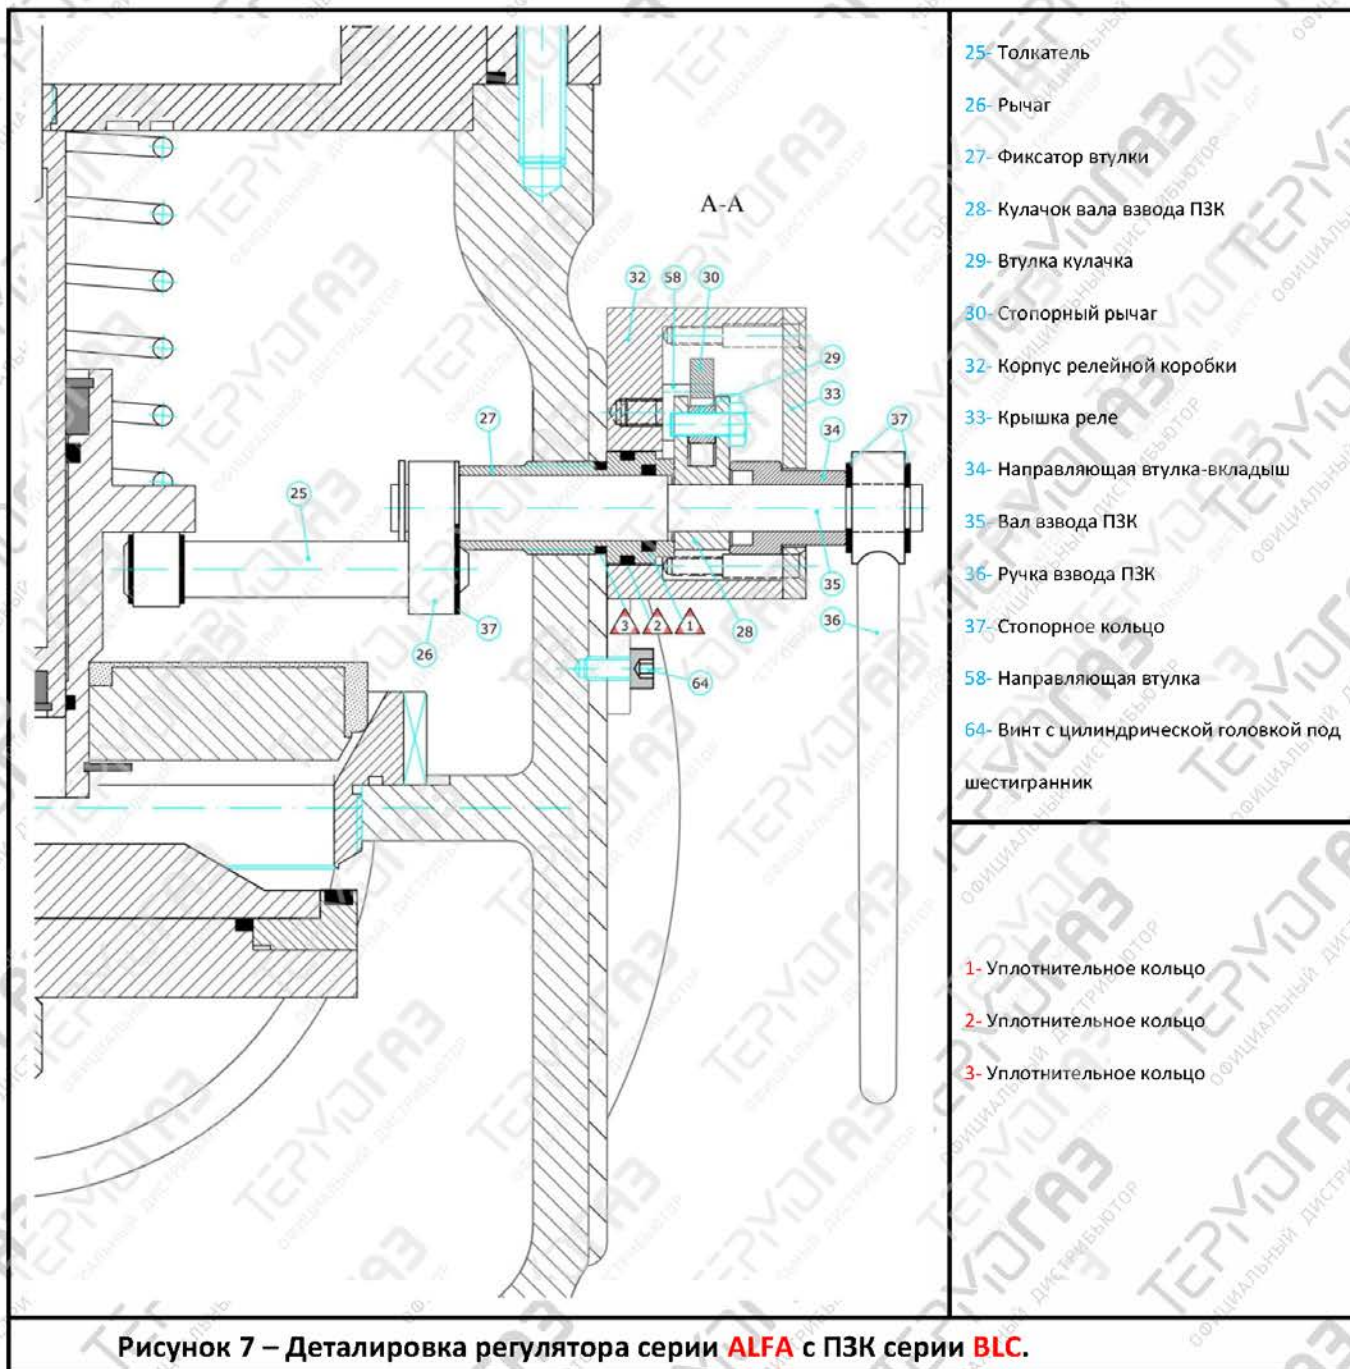 А-А
32
58
30
29
33
34
37
27
25
35
36
28
37
26
64
3
2
1
25- Толкатель
26- Рычаг
27- Фиксатор втулки
28- Кулачок вала взвода ПЗК
29- Втулка кулачка
30- Стопорный рычаг
32- Корпус релейной коробки
33- Крышка реле
34- Направляющая втулка-вкладыш
35- Вал взвода ПЗК
36- Ручка взвода ПЗК
37- Стопорное кольцо
58- Направляющая втулка
64- Винт с цилиндрической головкой под
шестигранник
1- Уплотнительное кольцо
2- Уплотнительное кольцо
3- Уплотнительное кольцо
Рисунок 7 – Деталировка регулятора серии ALFA с ПЗК серии BLC.
ТЕРМОГАЗ
ОФИЦИАЛЬНЫЙ ДИСТРИБЬЮТОР